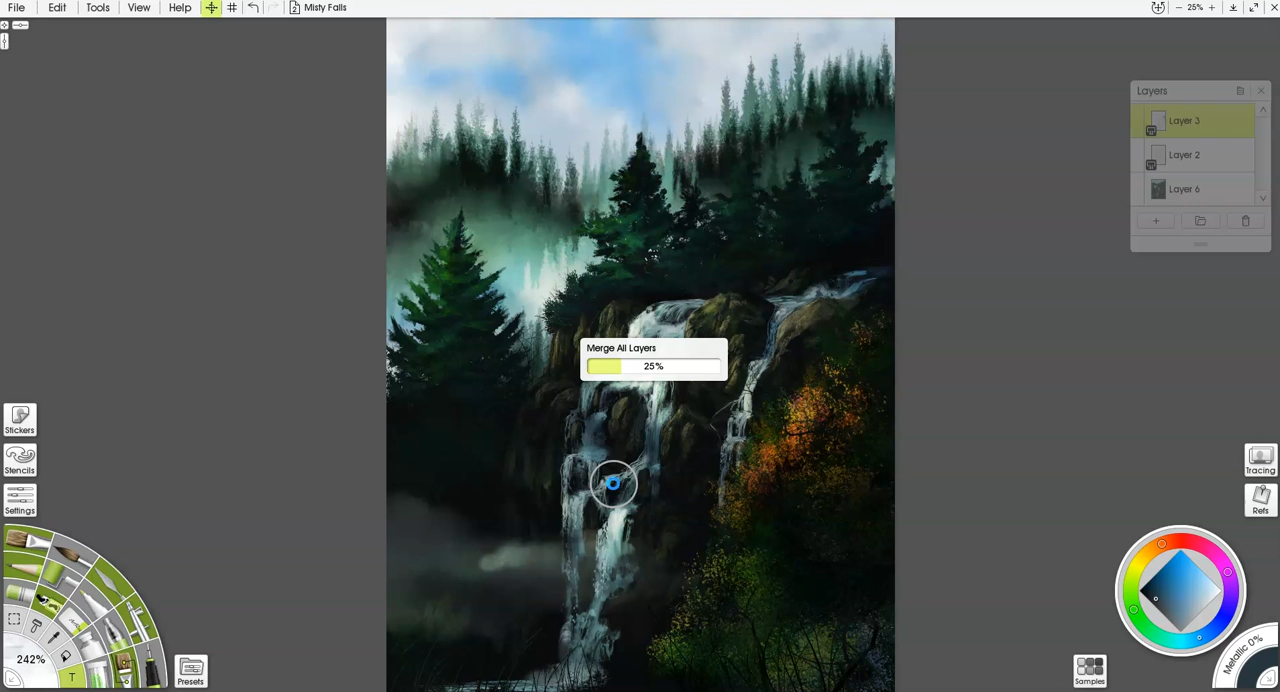 File Edit Tools View Help 2 Misty Falls 25%
Layers
Layer 3
Layer 2
Layer 6
Merge All Layers
25%
Stickers
Stencils
Settings
Tracing
Refs
242%
T
Presets
Samples
Metallic 0%